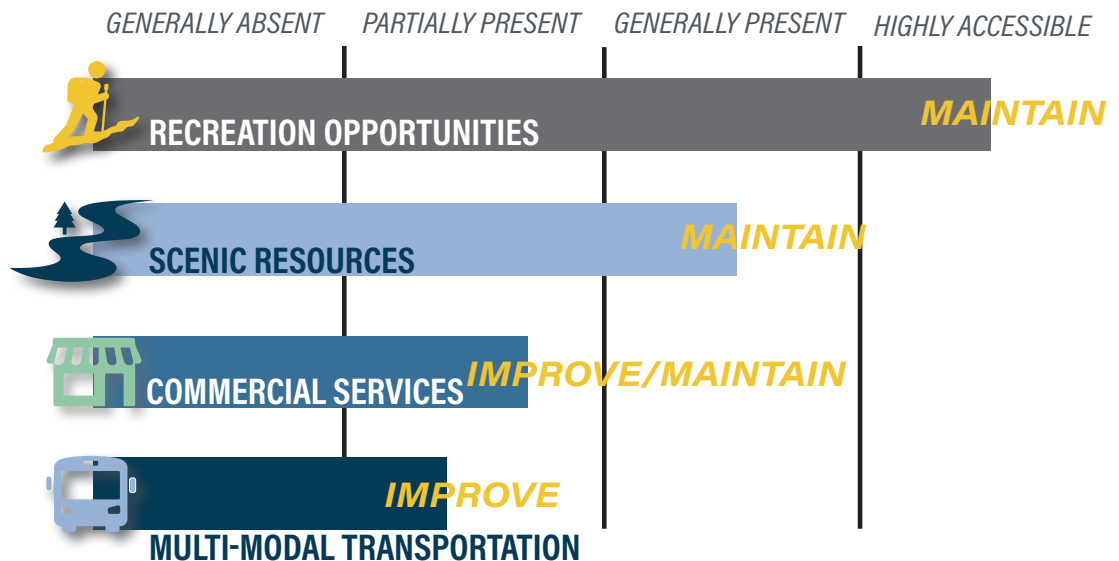 GENERALLY ABSENT PARTIALLY PRESENT GENERALLY PRESENT HIGHLY ACCESSIBLE
MAINTAIN
RECREATION OPPORTUNITIES
MAINTAIN
SCENIC RESOURCES
IMPROVE/MAINTAIN
COMMERCIAL SERVICES
IMPROVE
MULTI-MODAL TRANSPORTATION